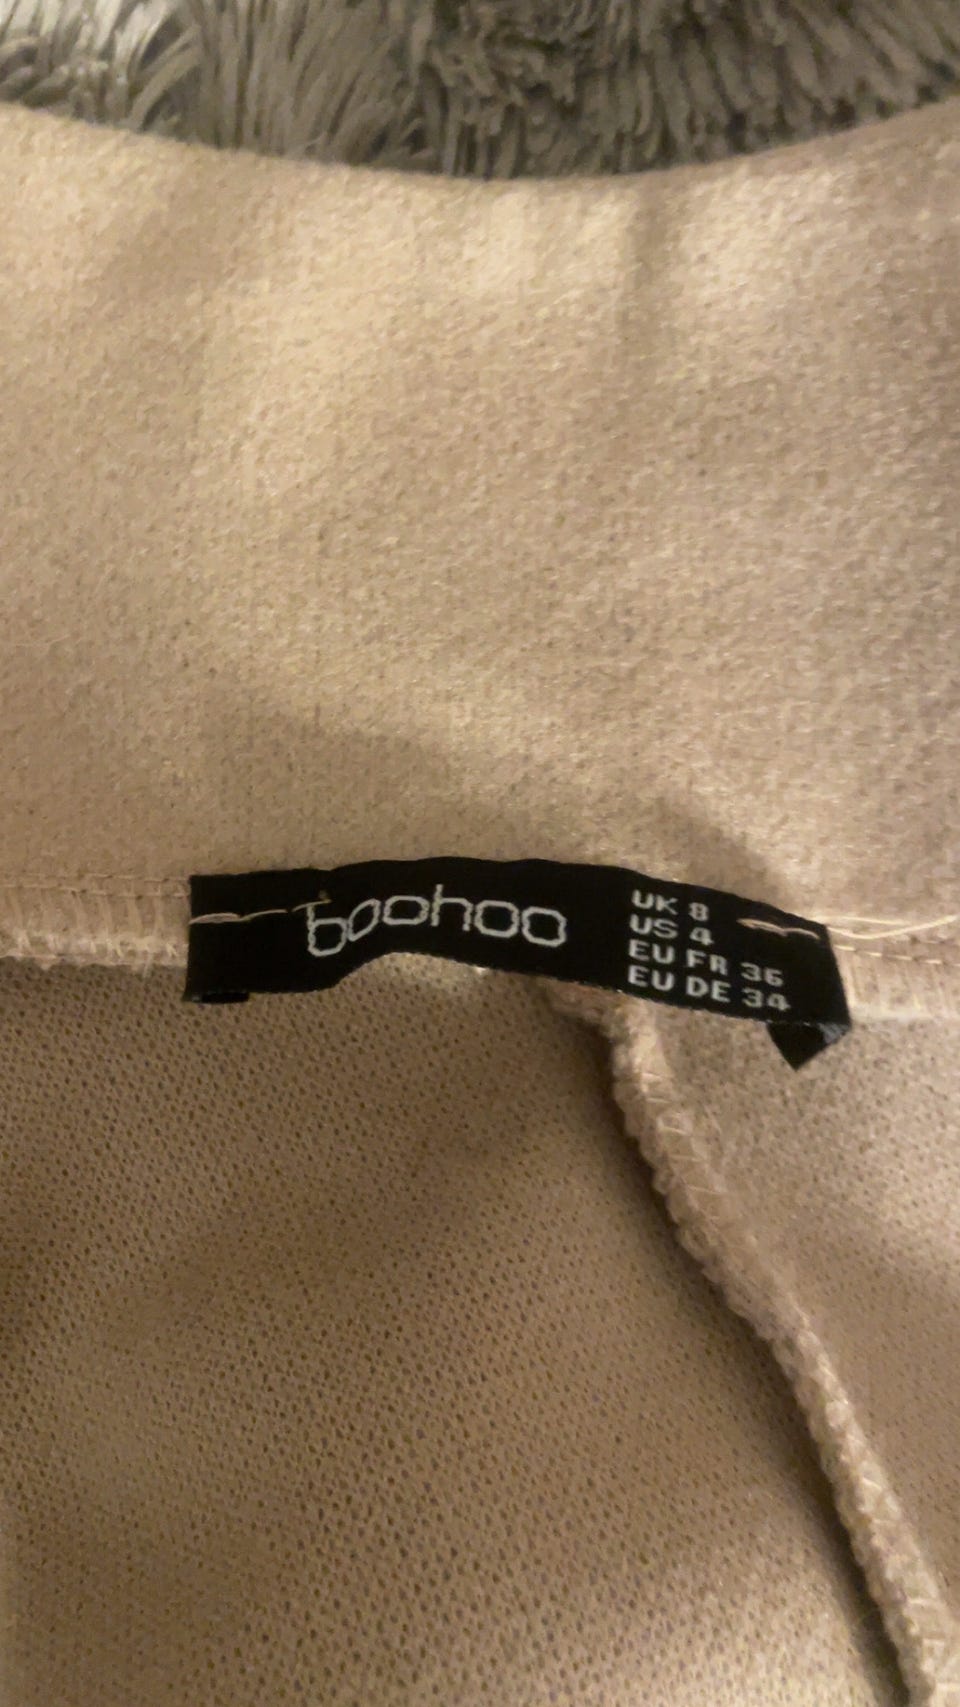 boohoo
UK 8
US 4
EU FR 36
EU DE 34